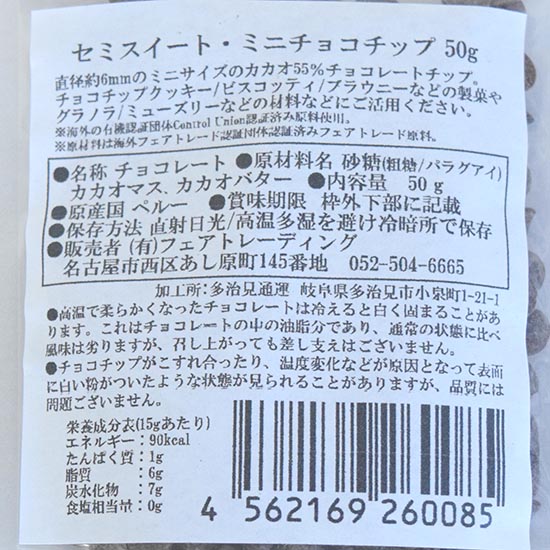 セミスイート・ミニチョコチップ 50g
直径約6mmのミニサイズのカカオ55%チョコレートチップ。
チョコチップクッキー/ビスコッティ/ブラウニーなどの製菓や
グラノラ/ミューズリーなどの材料などにご活用ください。
※海外の有機認証団体Control Union認証済み原料使用。
※原材料は海外フェアトレード認証団体認証済みフェアトレード原料。
●名称 チョコレート ●原材料名 砂糖(粗糖/パラグアイ)
カカオマス、カカオバター ●内容量 50g
●原産国 ペルー ●賞味期限 枠外下部に記載
●保存方法 直射日光/高温多湿を避け冷暗所で保存
●販売者 (有)フェアトレーディング
名古屋市西区あし原町145番地 052-504-6665
加工所:多治見通運 岐阜県多治見市小泉町1-21-1
●高温で柔らかくなったチョコレートは冷えると白く固まることがあ
ります。これはチョコレートの中の油脂分であり、通常の状態に比べ
風味は劣りますが、召し上がっても差し支えはございません。
●チョコチップがこすれ合ったり、温度変化などが原因となって表面
に白い粉がついたような状態が見られることがありますが、品質には
問題ございません。
栄養成分表(15gあたり)
エネルギー:90kcal
たんぱく質:1g
脂質 :6g
炭水化物 :7g
食塩相当量:0g
4 562169 260085